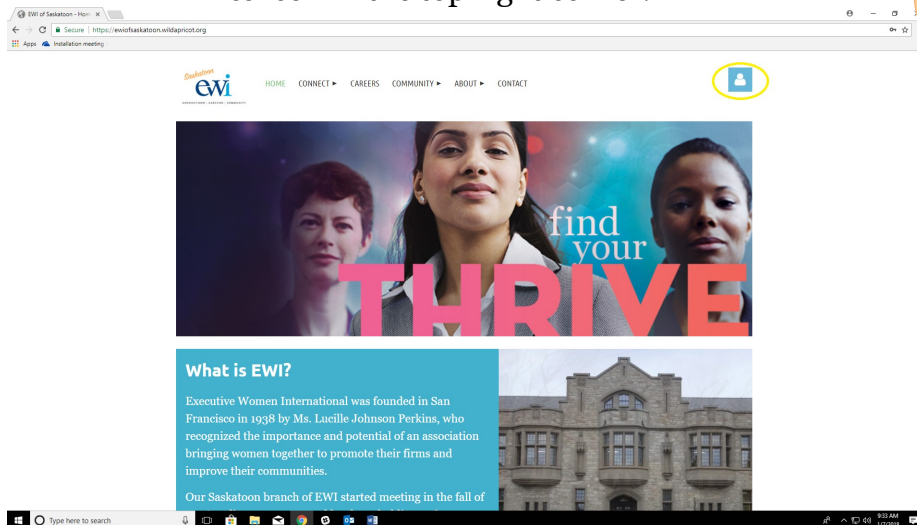 EWI of Saskatoon - Hom
Secure | https://ewiofsaskatoon.wildapricot.org
Apps Installation meeting
Saskatoon
ewi
HOME CONNECT ► CAREERS COMMUNITY ► ABOUT ► CONTACT
find
your
THRIVE
What is EWI?
Executive Women International was founded in San
Francisco in 1938 by Ms. Lucille Johnson Perkins, who
recognized the importance and potential of an association
bringing women together to promote their firms and
improve their communities.
Our Saskatoon branch of EWI started meeting in the fall of
Type here to search
9:33 AM
1/7/2019